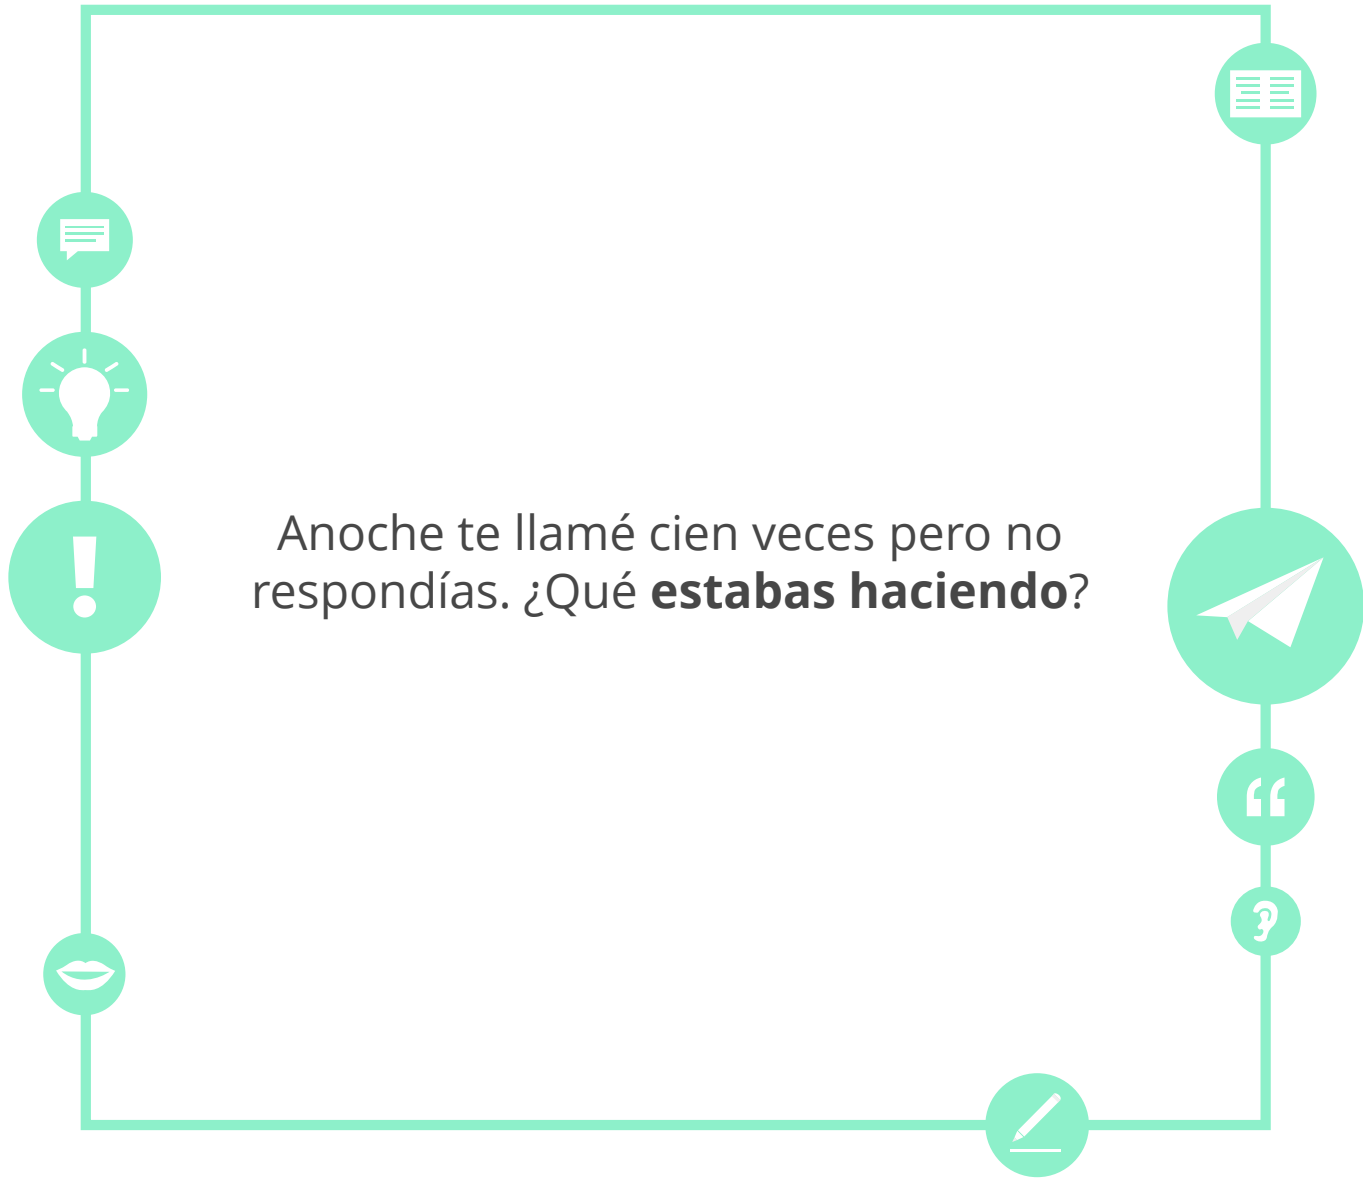 Anoche te llamé cien veces pero no
respondías. ¿Qué estabas haciendo?